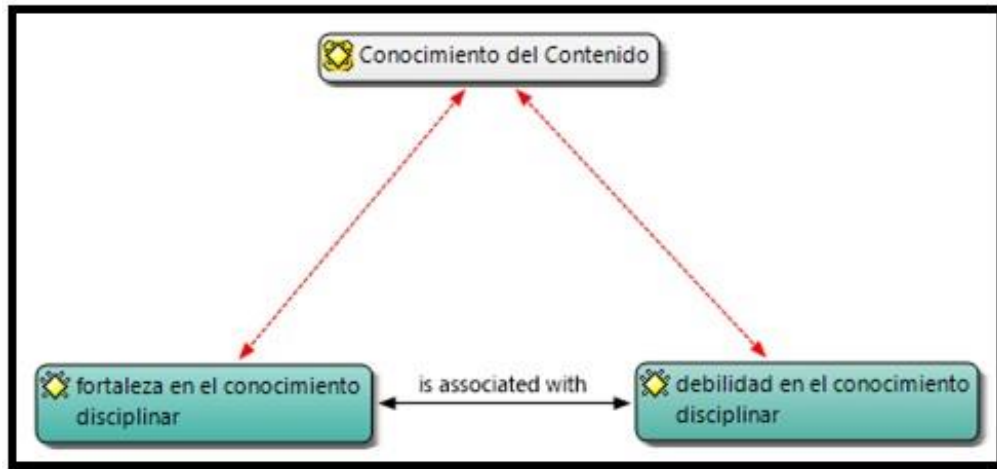 Conocimiento del Contenido
fortaleza en el conocimiento
disciplinar
is associated with
debilidad en el conocimiento
disciplinar